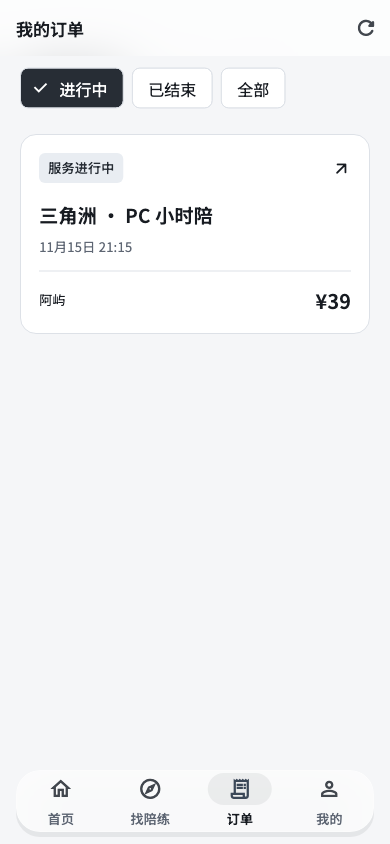 我的订单
进行中
已结束
全部
服务进行中
三角洲 · PC 小时陪
11月15日 21:15
阿屿
¥39
首页
找陪练
订单
我的